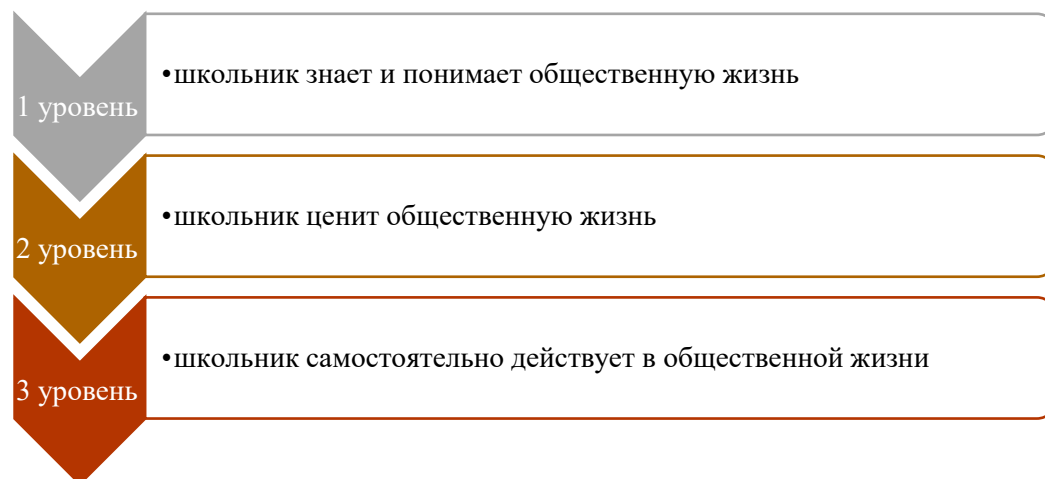 1 уровень
•школьник знает и понимает общественную жизнь
2 уровень
•школьник ценит общественную жизнь
3 уровень
•школьник самостоятельно действует в общественной жизни